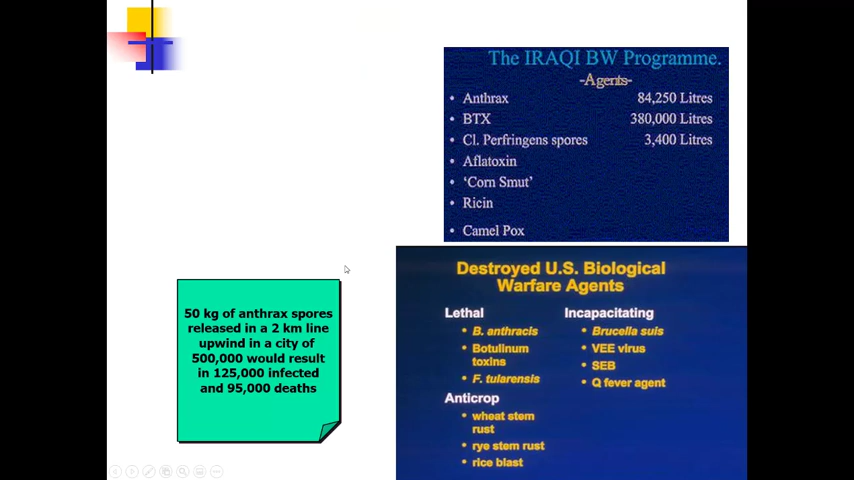 The IRAQI BW Programme.
-Agents-
• Anthrax 84,250 Litres
• BTX 380,000 Litres
• Cl. Perfringens spores 3,400 Litres
• Aflatoxin
• ‘Corn Smut’
• Ricin
• Camel Pox
50 kg of anthrax spores
released in a 2 km line
upwind in a city of
500,000 would result
in 125,000 infected
and 95,000 deaths
Destroyed U.S. Biological
Warfare Agents
Lethal
• B. anthracis
• Botulinum
toxins
• F. tularensis
Anticrop
• wheat stem
rust
• rye stem rust
• rice blast
Incapacitating
• Brucella suis
• VEE virus
• SEB
• Q fever agent